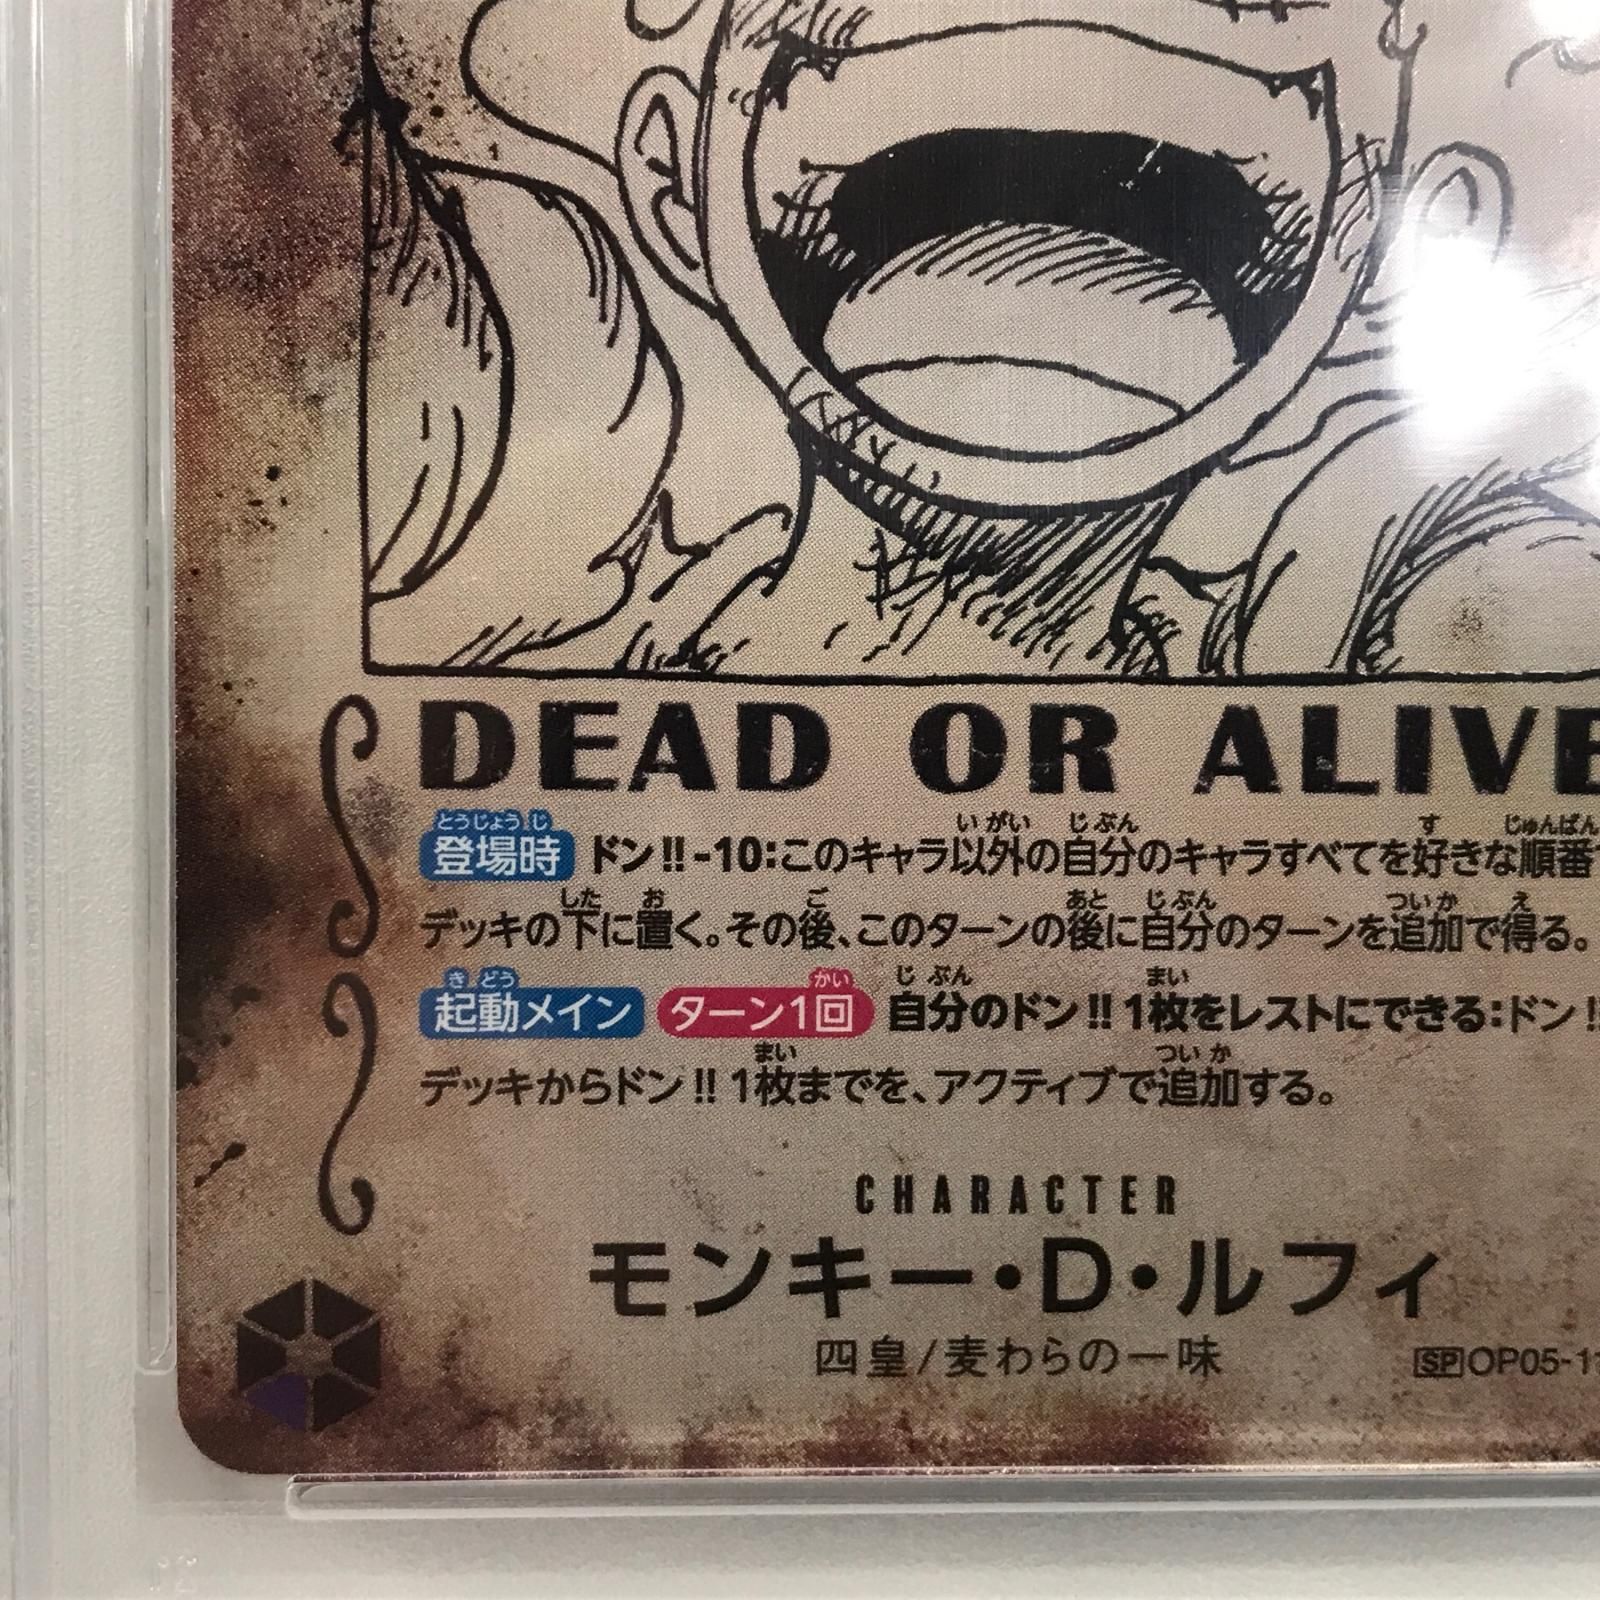 DEAD OR ALIVE
登場時 ドン!!-10:このキャラ以外の自分のキャラすべてを好きな順番で
デッキの下に置く。その後、このターンの後に自分のターンを追加で得る。
起動メイン ターン1回 自分のドン!!1枚をレストにできる:ドン!!
デッキからドン!!1枚までを、アクティブで追加する。
CHARACTER
モンキー・D・ルフィ
四皇/麦わらの一味
SP OP05-11